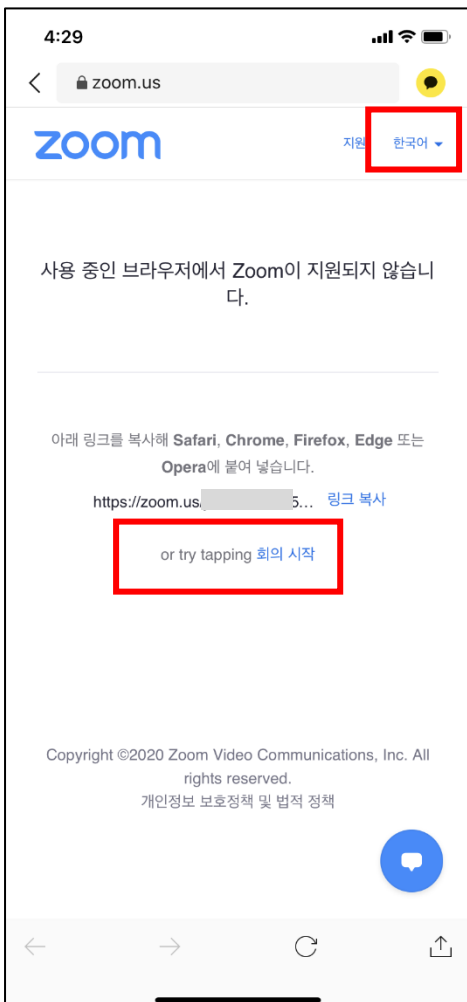 4:29
zoom.us
zoom
지원 한국어
사용 중인 브라우저에서 Zoom이 지원되지 않습니
다.
아래 링크를 복사해 Safari, Chrome, Firefox, Edge 또는
Opera에 붙여 넣습니다.
https://zoom.us/ 5... 링크 복사
or try tapping 회의 시작
Copyright ©2020 Zoom Video Communications, Inc. All
rights reserved.
개인정보 보호정책 및 법적 정책